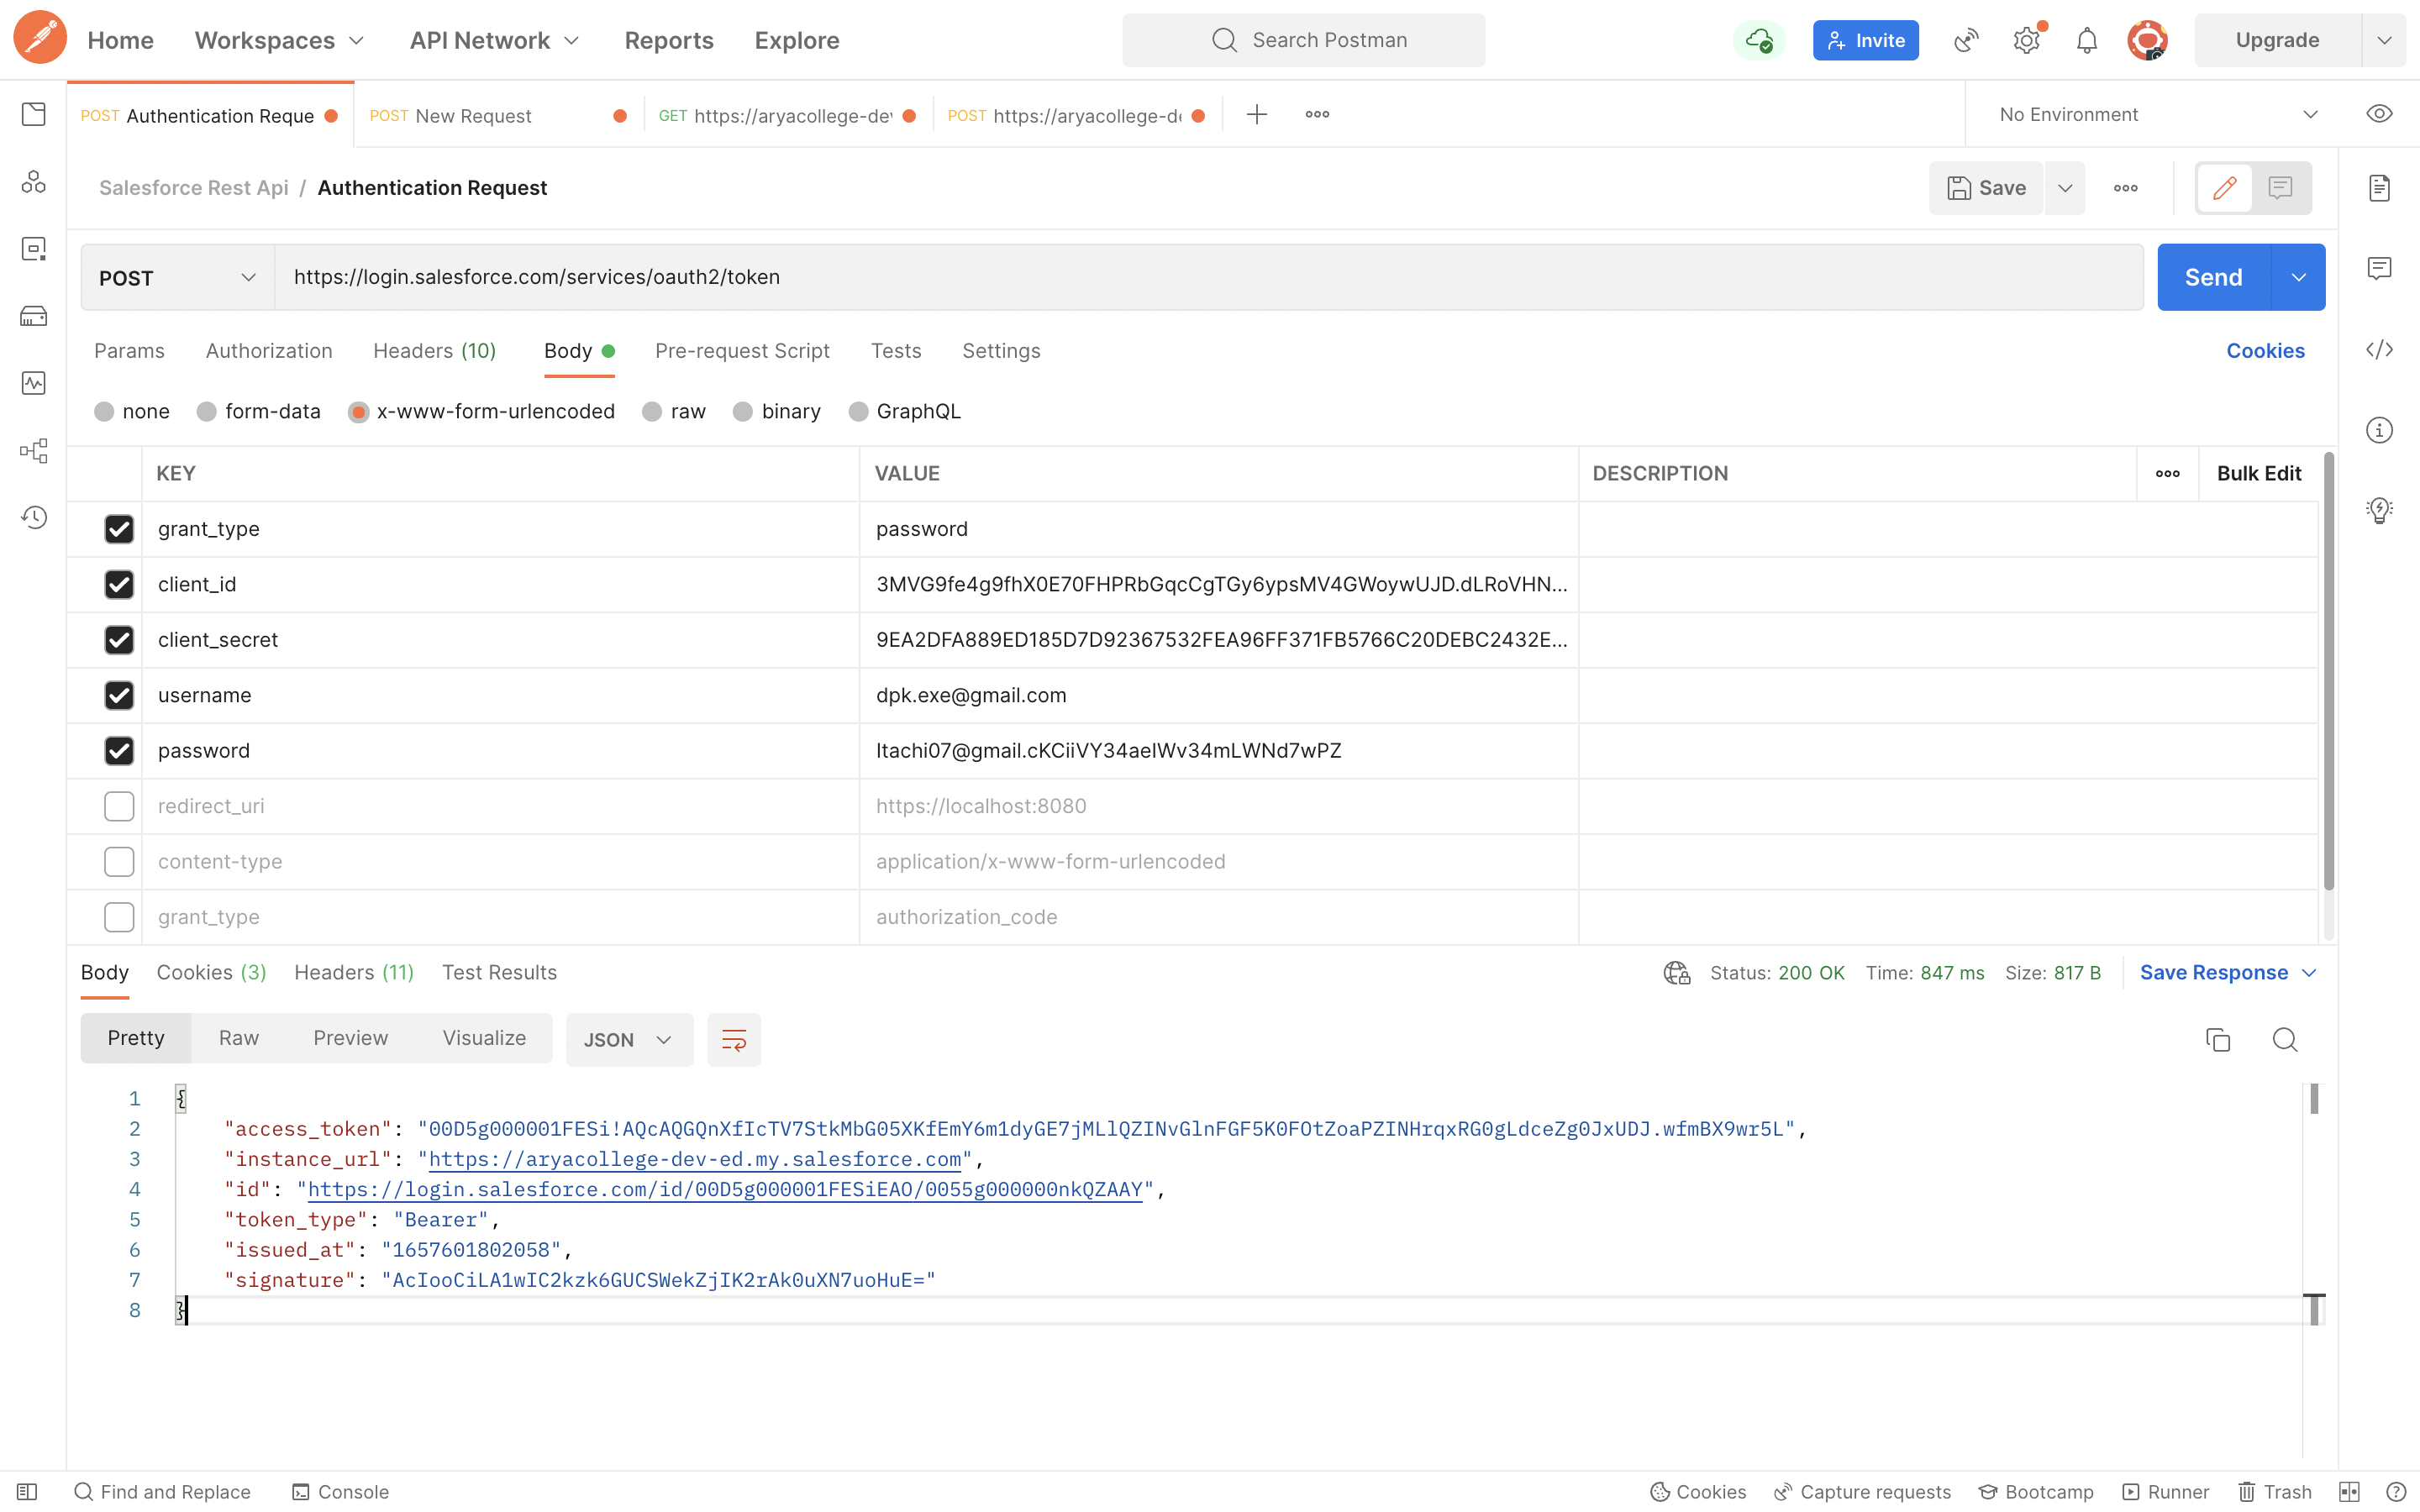 Home Workspaces API Network Reports Explore Search Postman Invite Upgrade
POST Authentication Reque POST New Request GET https://aryacollege-dev POST https://aryacollege-de No Environment
Salesforce Rest Api / Authentication Request Save
POST https://login.salesforce.com/services/oauth2/token Send
Params Authorization Headers (10) Body Pre-request Script Tests Settings Cookies
none form-data x-www-form-urlencoded raw binary GraphQL
KEY VALUE DESCRIPTION Bulk Edit
grant_type password
client_id 3MVG9fe4g9fhX0E70FHPRbGqcCgTGy6ypsMV4GWoywUJD.dLRoVHN...
client_secret 9EA2DFA889ED185D7D92367532FEA96FF371FB5766C20DEBC2432E...
username dpk.exe@gmail.com
password Itachi07@gmail.cKCiiVY34aeIWv34mLWNd7wPZ
redirect_uri https://localhost:8080
content-type application/x-www-form-urlencoded
grant_type authorization_code
Body Cookies (3) Headers (11) Test Results Status: 200 OK Time: 847 ms Size: 817 B Save Response
Pretty Raw Preview Visualize JSON
1 {
2 "access_token": "00D5g000001FESi!AQcAQGQnXfIcTV7StkMbG05XKfEmY6m1dyGE7jMLlQZINvGlnFGF5K0FOtZoaPZINHrqxRG0gLdceZg0JxUDJ.wfmBX9wr5L",
3 "instance_url": "https://aryacollege-dev-ed.my.salesforce.com",
4 "id": "https://login.salesforce.com/id/00D5g000001FESiEAO/0055g000000nkQZAAY",
5 "token_type": "Bearer",
6 "issued_at": "1657601802058",
7 "signature": "AcIooCiLA1wIC2kzk6GUCSWekZjIK2rAk0uXN7uoHuE="
8 }
Find and Replace Console Cookies Capture requests Bootcamp Runner Trash